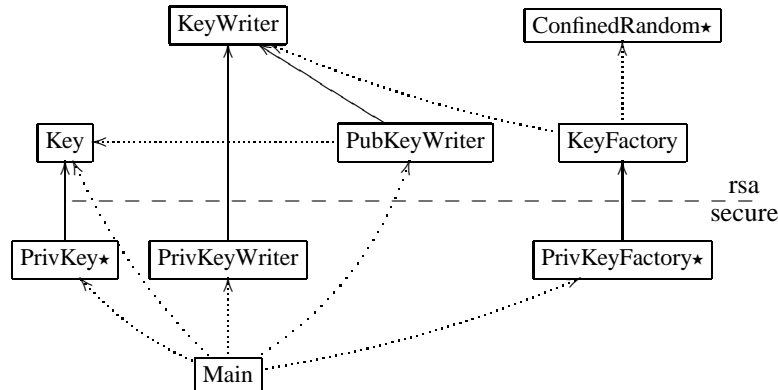 KeyWriter
ConfinedRandom★
Key
PubKeyWriter
KeyFactory
rsa
secure
PrivKey★
PrivKeyWriter
PrivKeyFactory★
Main